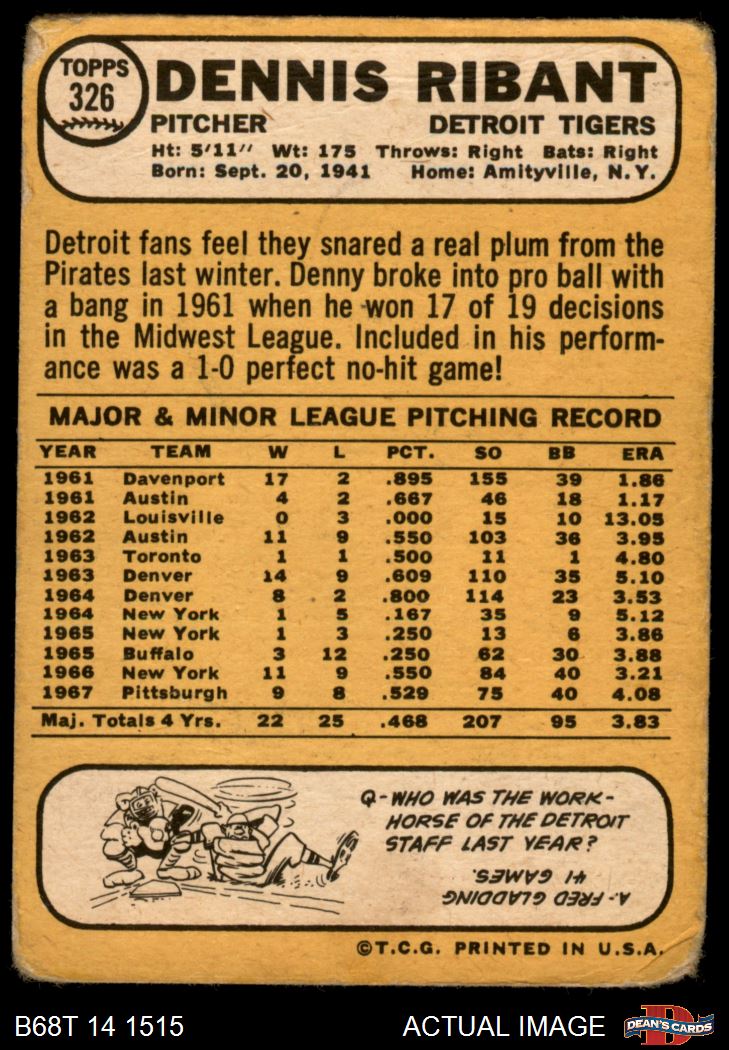 TOPPS
326
DENNIS RIBANT
PITCHER DETROIT TIGERS
Ht: 5'11" Wt: 175 Throws: Right Bats: Right
Born: Sept. 20, 1941 Home: Amityville, N.Y.
Detroit fans feel they snared a real plum from the
Pirates last winter. Denny broke into pro ball with
a bang in 1961 when he won 17 of 19 decisions
in the Midwest League. Included in his perform-
ance was a 1-0 perfect no-hit game!
MAJOR & MINOR LEAGUE PITCHING RECORD
YEAR TEAM W L PCT. SO BB ERA
1961 Davenport 17 2 .895 155 39 1.86
1961 Austin 4 2 .667 46 18 1.17
1962 Louisville 0 3 .000 15 10 13.05
1962 Austin 11 9 .550 103 36 3.95
1963 Toronto 1 1 .500 11 1 4.80
1963 Denver 14 9 .609 110 35 5.10
1964 Denver 8 2 .800 114 23 3.53
1964 New York 1 5 .167 35 9 5.12
1965 New York 1 3 .250 13 6 3.86
1965 Buffalo 3 12 .250 62 30 3.88
1966 New York 11 9 .550 84 40 3.21
1967 Pittsburgh 9 8 .529 75 40 4.08
Maj. Totals 4 Yrs. 22 25 .468 207 95 3.83
Q-WHO WAS THE WORK-
HORSE OF THE DETROIT
STAFF LAST YEAR?
A-FRED GLADDING
41 GAMES.
©T.C.G. PRINTED IN U.S.A.
B68T 14 1515 ACTUAL IMAGE
D
DEAN'S CARDS